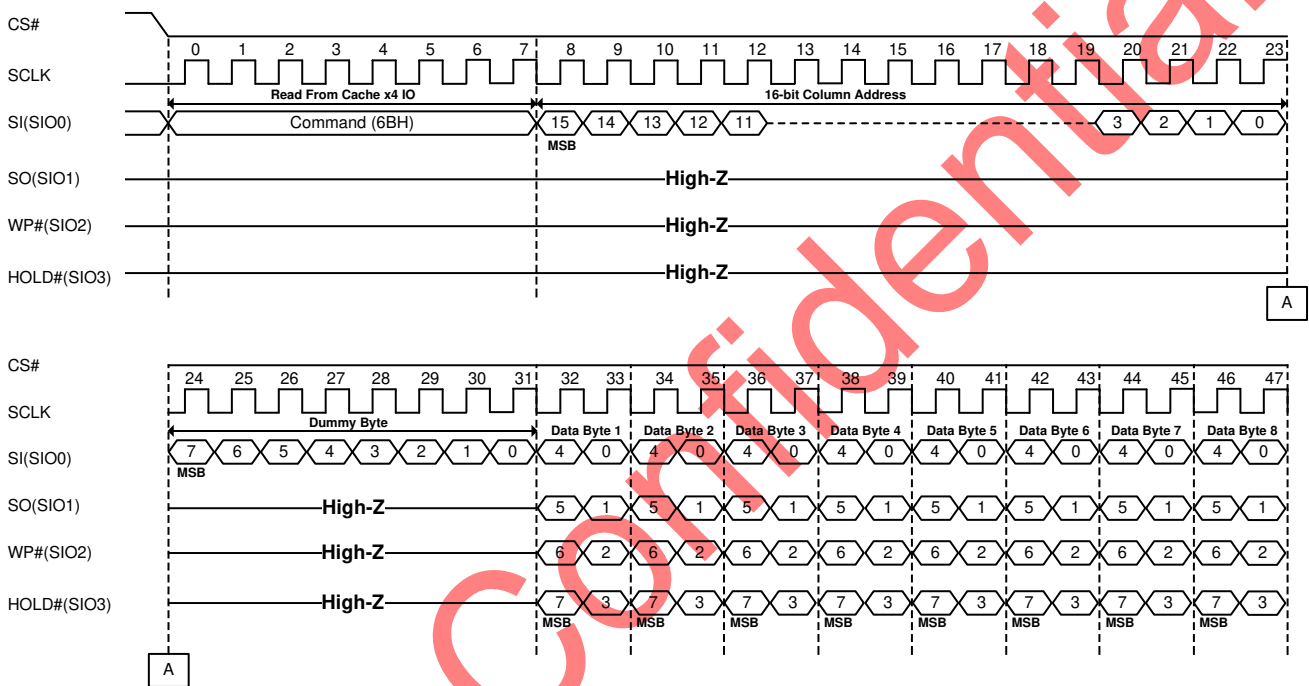 CS#
0 1 2 3 4 5 6 7 8 9 10 11 12 13 14 15 16 17 18 19 20 21 22 23
SCLK
Read From Cache x4 IO 16-bit Column Address
SI(SIO0) Command (6BH) 15 14 13 12 11 3 2 1 0
MSB
SO(SIO1) High-Z
WP#(SIO2) High-Z
HOLD#(SIO3) High-Z
A
CS#
24 25 26 27 28 29 30 31 32 33 34 35 36 37 38 39 40 41 42 43 44 45 46 47
SCLK
Dummy Byte Data Byte 1 Data Byte 2 Data Byte 3 Data Byte 4 Data Byte 5 Data Byte 6 Data Byte 7 Data Byte 8
SI(SIO0) 7 6 5 4 3 2 1 0 4 0 4 0 4 0 4 0 4 0 4 0 4 0 4 0
MSB
SO(SIO1) High-Z 5 1 5 1 5 1 5 1 5 1 5 1 5 1 5 1
WP#(SIO2) High-Z 6 2 6 2 6 2 6 2 6 2 6 2 6 2 6 2
HOLD#(SIO3) High-Z 7 3 7 3 7 3 7 3 7 3 7 3 7 3 7 3
MSB MSB MSB MSB MSB MSB MSB MSB
A
Confidential